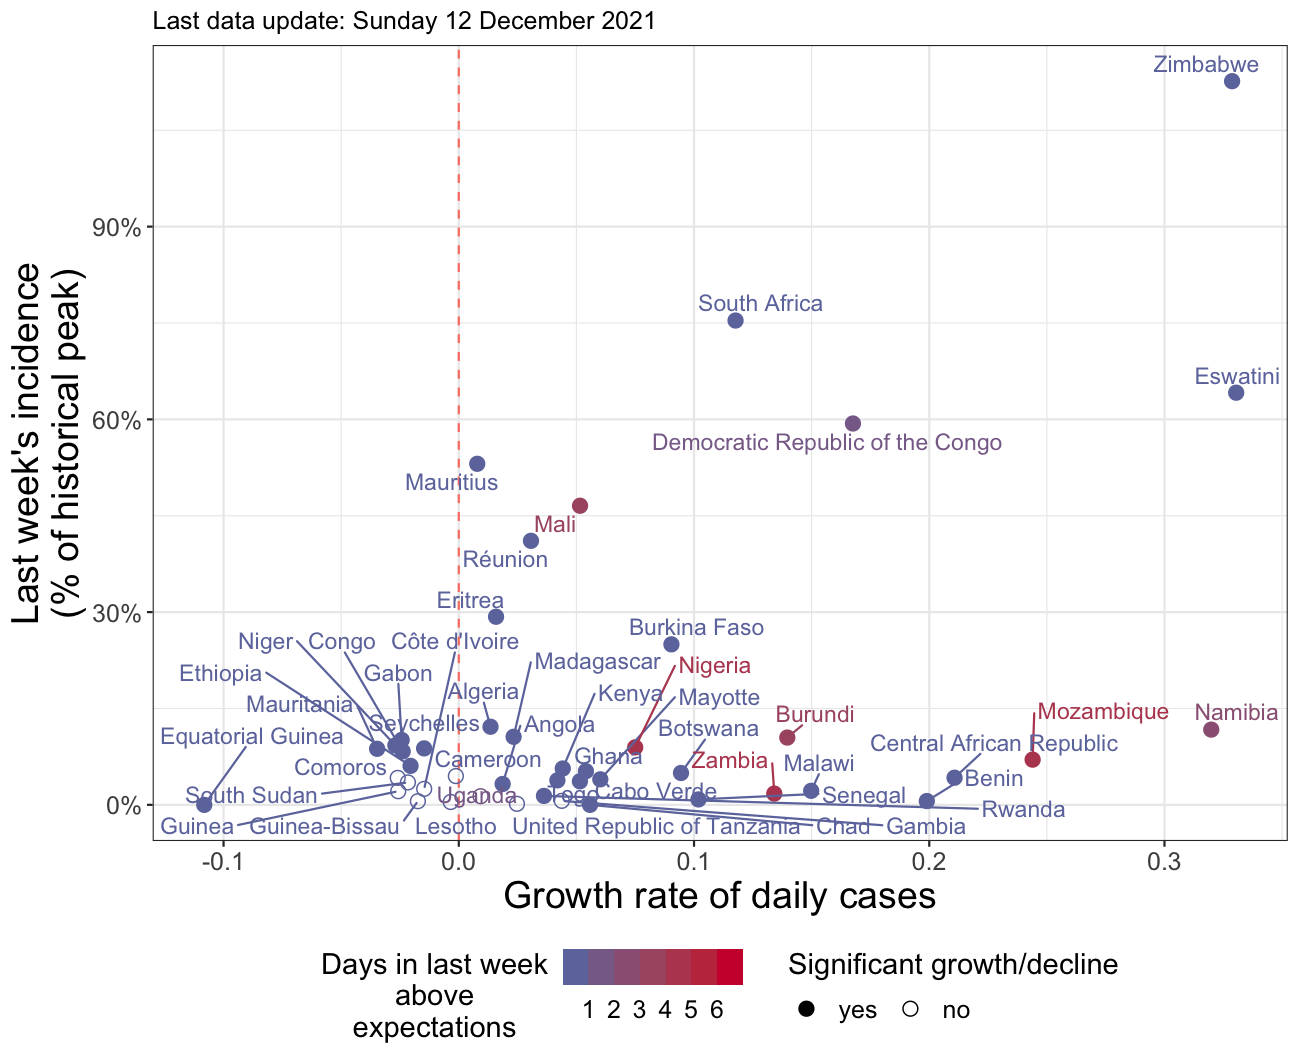 Last data update: Sunday 12 December 2021
Last week's incidence
(% of historical peak)
90%
60%
30%
0%
Zimbabwe
South Africa
Eswatini
Democratic Republic of the Congo
Mauritius
Mali
Réunion
Eritrea
Burkina Faso
Niger
Congo
Côte d'Ivoire
Madagascar
Nigeria
Ethiopia
Gabon
Algeria
Kenya
Mayotte
Mauritania
Seychelles
Angola
Botswana
Burundi
Mozambique
Namibia
Equatorial Guinea
Central African Republic
Comoros
Cameroon
Ghana
Zambia
Malawi
Benin
South Sudan
Uganda
Cabo Verde
Senegal
Rwanda
Guinea
Guinea-Bissau
Lesotho
United Republic of Tanzania
Chad
Gambia
-0.1
0.0
0.1
0.2
0.3
Growth rate of daily cases
Days in last week
above
expectations
1 2 3 4 5 6
Significant growth/decline
yes
no